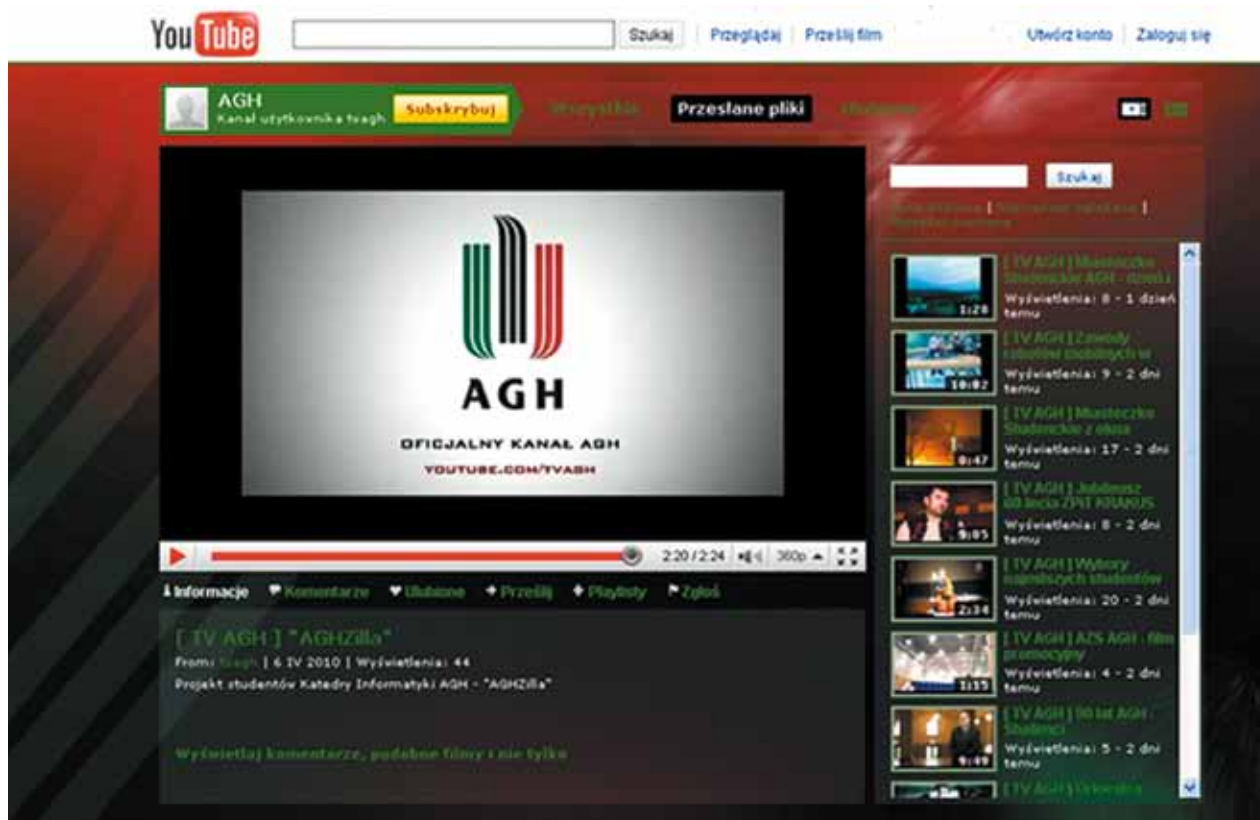 You Tube
Szukaj
Przeglądaj
Prześlij film
Utwórz konto
Zaloguj się
AGH
Kanał użytkownika tvagh
Subskrybuj
Wszystkie
Przesłane pliki
AGH
OFICJALNY KANAŁ AGH
YOUTUBE.COM/TVAGH
2:20 / 2:24
360p
Informacje
Komentarze
Ulubione
Prześlij
Playlisty
Zgłoś
[ TV AGH ] "AGHZilla"
From: tvagh | 6 IV 2010 | Wyświetlenia: 44
Projekt studentów Katedry Informatyki AGH - "AGHZilla"
Wyświetlaj komentarze, podobne filmy i nie tylko
Szukaj
1:28
[ TV AGH ] Miasteczko
Studenckie AGH - dzień i
Wyświetlenia: 8 - 1 dzień
temu
10:02
[ TV AGH ] Zawody
robotów mobilnych w
Wyświetlenia: 9 - 2 dni
temu
0:47
[ TV AGH ] Miasteczko
Studenckie z okna
Wyświetlenia: 17 - 2 dni
temu
9:05
[ TV AGH ] Jubileusz
60 lecia ZPiT KRAKUS
Wyświetlenia: 8 - 2 dni
temu
2:34
[ TV AGH ] Wybory
najmilszych studentów
Wyświetlenia: 20 - 2 dni
temu
1:15
[ TV AGH ] AZS AGH - film
promocyjny
Wyświetlenia: 4 - 2 dni
temu
9:49
[ TV AGH ] 90 lat AGH -
Studenci
Wyświetlenia: 5 - 2 dni
temu
[ TV AGH ] Orkiestra